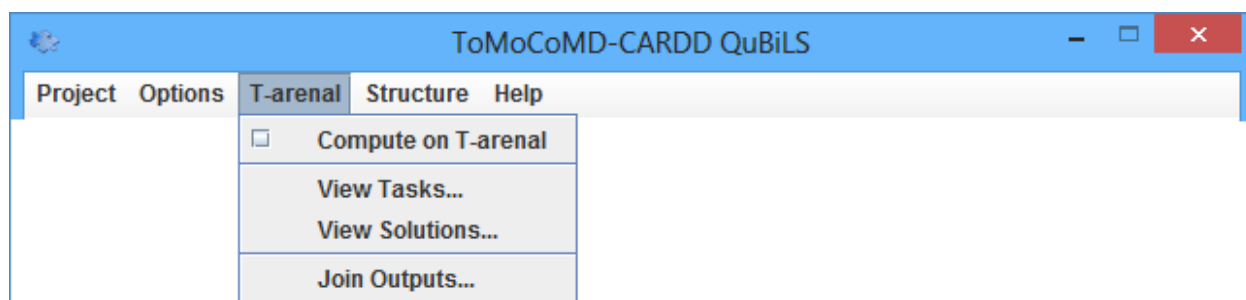 ToMoCoMD-CARDD QuBiLS
Project Options T-arenal Structure Help
Compute on T-arenal
View Tasks...
View Solutions...
Join Outputs...